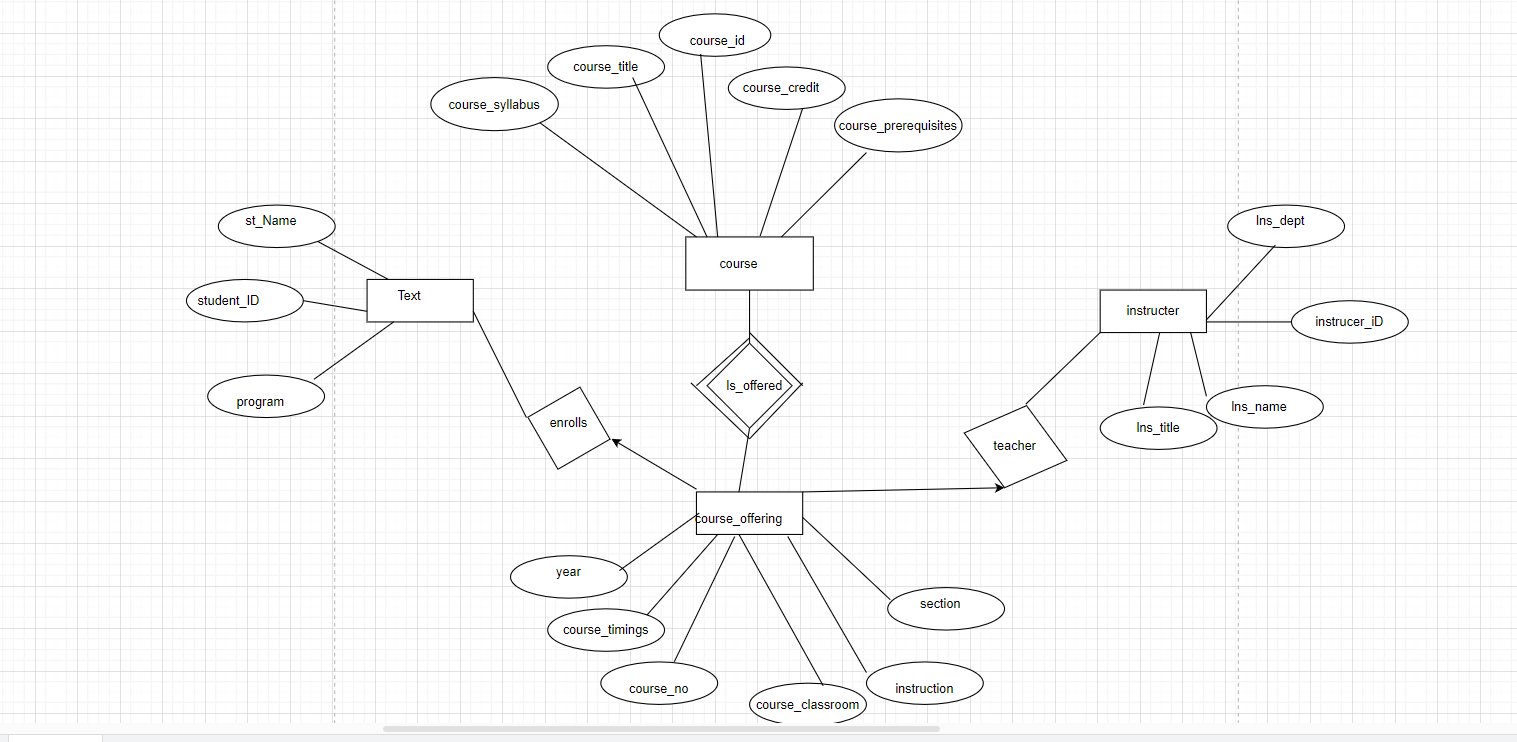 course_id
course_title
course_credit
course_syllabus
course_prerequisites
st_Name
Ins_dept
course
Text
student_ID
instructer
instrucer_iD
Is_offered
program
Ins_name
enrolls
Ins_title
teacher
course_offering
year
section
course_timings
course_no
instruction
course_classroom